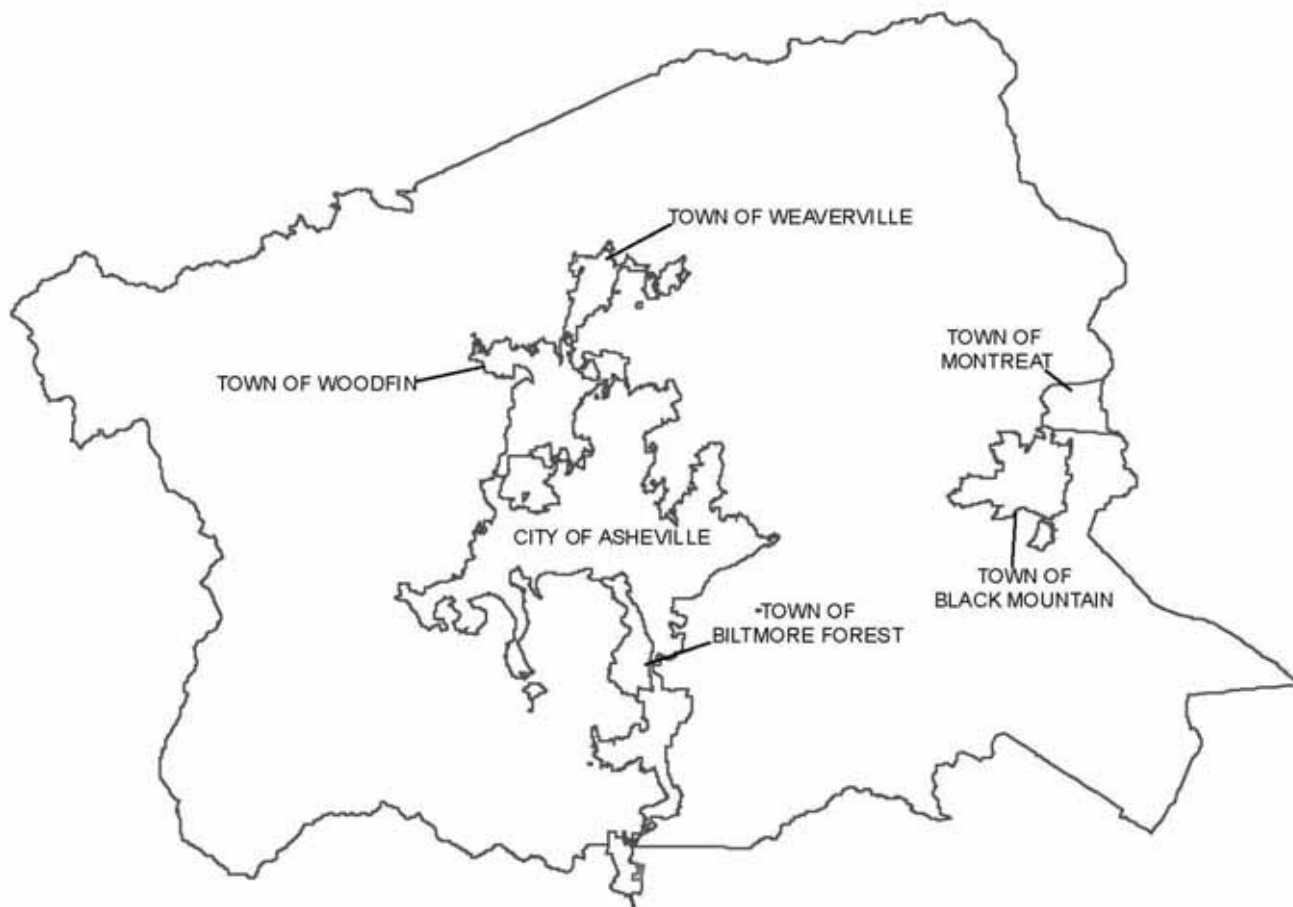 TOWN OF WEAVERVILLE
TOWN OF
MONTREAT
TOWN OF WOODFIN
CITY OF ASHEVILLE
TOWN OF
BLACK MOUNTAIN
TOWN OF
BILTMORE FOREST